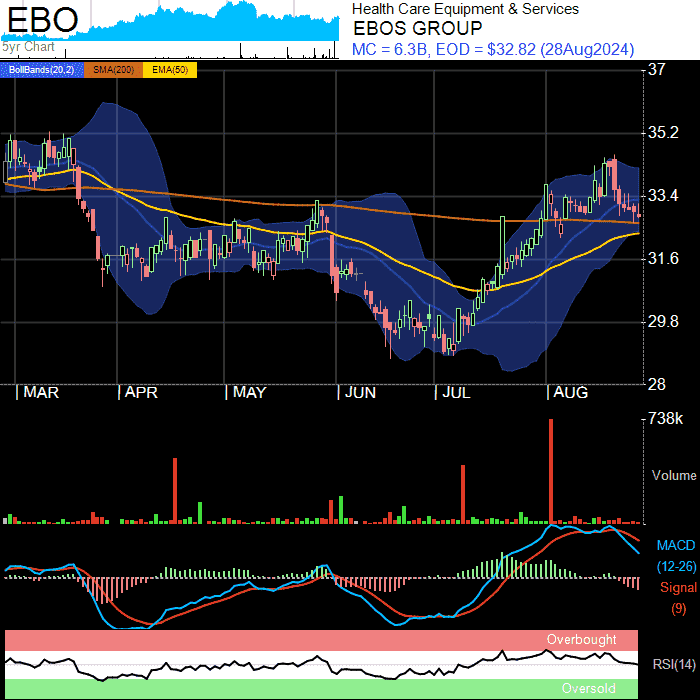 EBO
5yr Chart
Health Care Equipment & Services
EBOS GROUP
MC = 6.3B, EOD = $32.82 (28Aug2024)
BollBands(20,2) SMA(200) EMA(50)
37
35.2
33.4
31.6
29.8
28
MAR APR MAY JUN JUL AUG
738k
Volume
MACD
(12-26)
Signal
(9)
Overbought
RSI(14)
Oversold